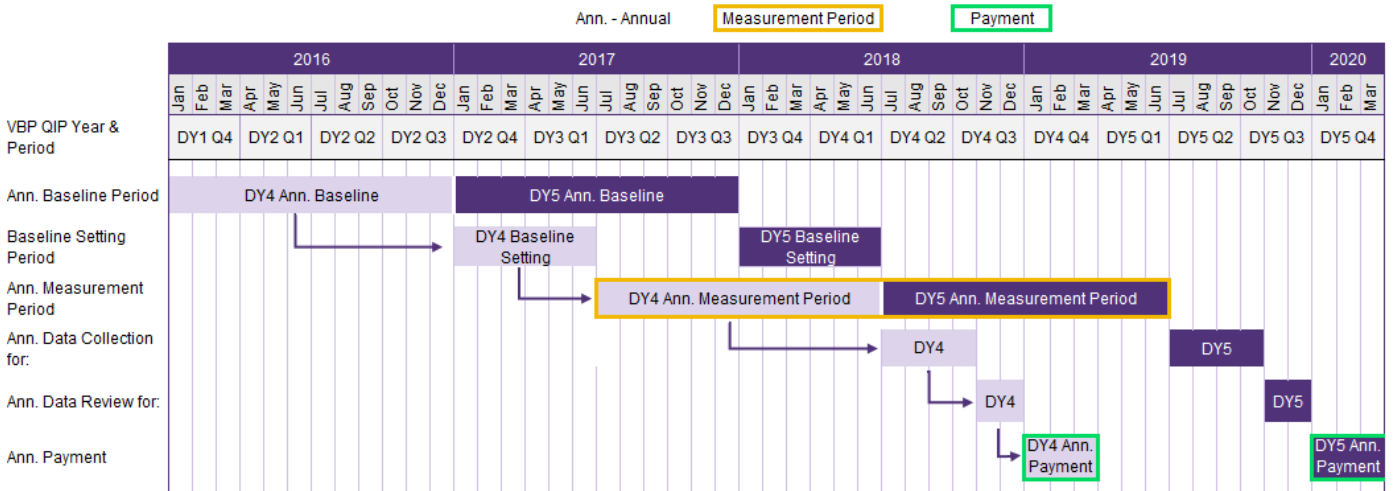 Ann. - Annual Measurement Period Payment
2016 2017 2018 2019 2020
Jan Feb Mar Apr May Jun Jul Aug Sep Oct Nov Dec Jan Feb Mar Apr May Jun Jul Aug Sep Oct Nov Dec Jan Feb Mar Apr May Jun Jul Aug Sep Oct Nov Dec Jan Feb Mar Apr May Jun Jul Aug Sep Oct Nov Dec Jan Feb Mar
VBP QIP Year &
Period
DY1 Q4 DY2 Q1 DY2 Q2 DY2 Q3 DY2 Q4 DY3 Q1 DY3 Q2 DY3 Q3 DY3 Q4 DY4 Q1 DY4 Q2 DY4 Q3 DY4 Q4 DY5 Q1 DY5 Q2 DY5 Q3 DY5 Q4
Ann. Baseline Period DY4 Ann. Baseline DY5 Ann. Baseline
Baseline Setting
Period
DY4 Baseline
Setting
DY5 Baseline
Setting
Ann. Measurement
Period
DY4 Ann. Measurement Period DY5 Ann. Measurement Period
Ann. Data Collection
for:
DY4 DY5
Ann. Data Review for: DY4 DY5
Ann. Payment
DY4 Ann.
Payment
DY5 Ann.
Payment